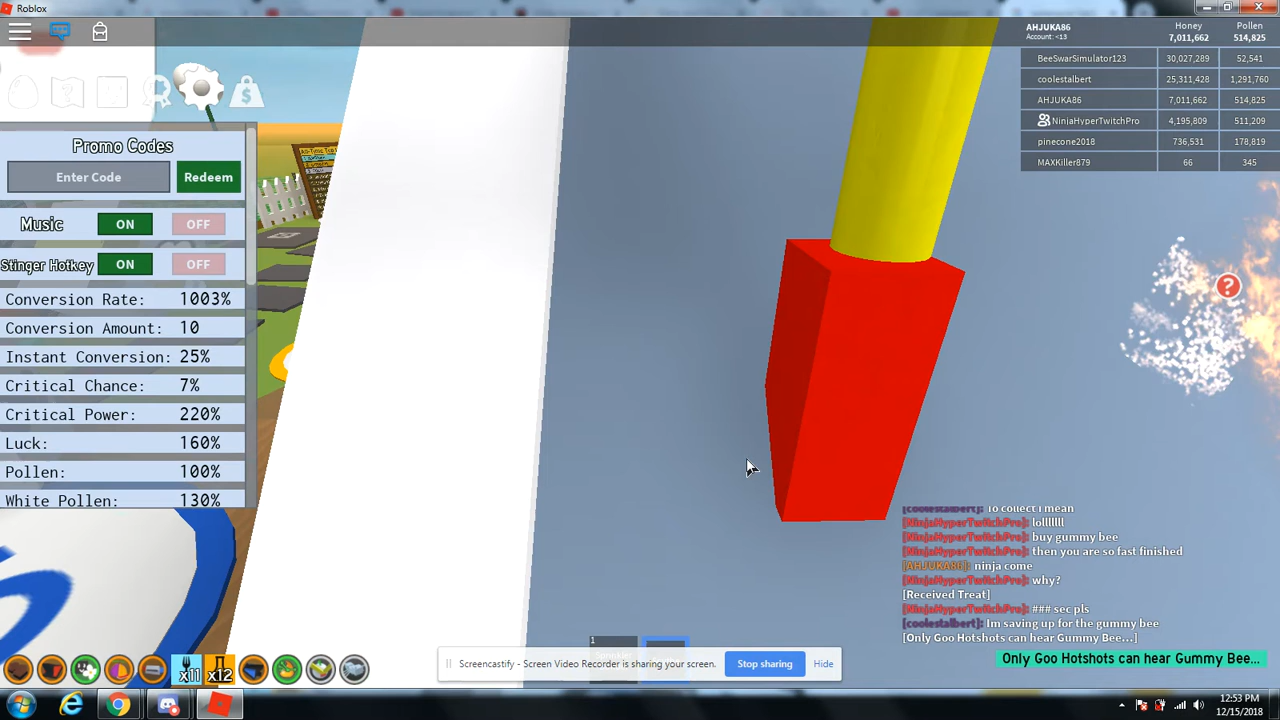 Roblox
AHJUKA86
Account: <13
Honey
7,011,662
Pollen
514,825
BeeSwarSimulator123 30,027,289 52,541
coolestalbert 25,311,428 1,291,760
AHJUKA86 7,011,662 514,825
NinjaHyperTwitchPro 4,195,809 511,209
pinecone2018 736,531 178,819
MAXKiller879 66 345
Promo Codes
Enter Code Redeem
Music ON OFF
Stinger Hotkey ON OFF
Conversion Rate: 1003%
Conversion Amount: 10
Instant Conversion: 25%
Critical Chance: 7%
Critical Power: 220%
Luck: 160%
Pollen: 100%
White Pollen: 130%
?
[coolestalbert]: To collect i mean
[NinjaHyperTwitchPro]: lolllllll
[NinjaHyperTwitchPro]: buy gummy bee
[NinjaHyperTwitchPro]: then you are so fast finished
[AHJUKA86]: ninja come
[NinjaHyperTwitchPro]: why?
[Received Treat]
[NinjaHyperTwitchPro]: ### sec pls
[coolestalbert]: Im saving up for the gummy bee
[Only Goo Hotshots can hear Gummy Bee...]
Only Goo Hotshots can hear Gummy Bee...
1
x11
x12
Screencastify - Screen Video Recorder is sharing your screen. Stop sharing Hide
12:53 PM
12/15/2018